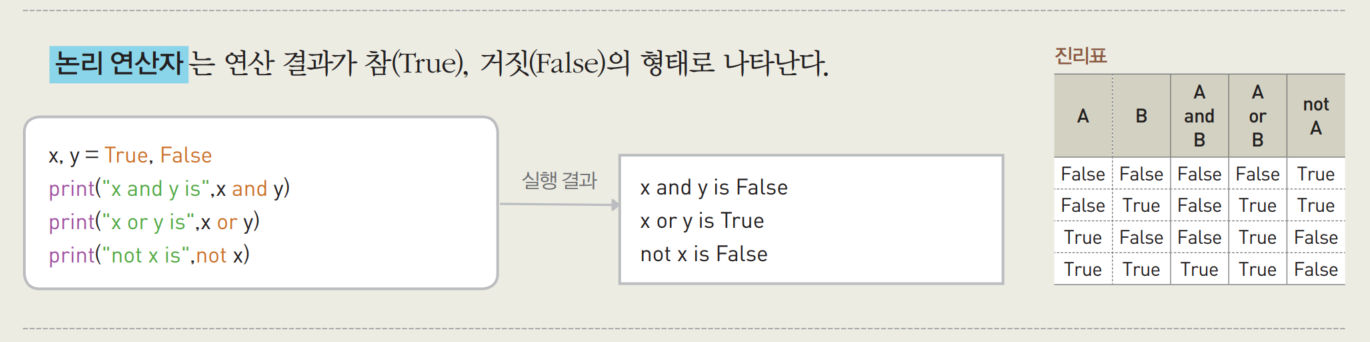 논리 연산자는 연산 결과가 참(True), 거짓(False)의 형태로 나타난다.
x, y = True, False
print("x and y is",x and y)
print("x or y is",x or y)
print("not x is",not x)
실행 결과
x and y is False
x or y is True
not x is False
진리표
A B A and B A or B not A
False False False False True
False True False True True
True False False True False
True True True True False